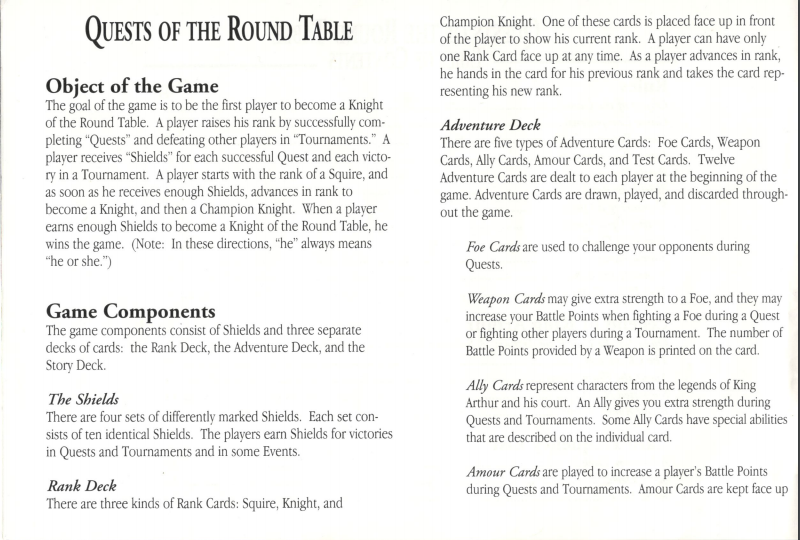 QUESTS OF THE ROUND TABLE
Object of the Game
The goal of the game is to be the first player to become a Knight
of the Round Table.  A player raises his rank by successfully com-
pleting “Quests” and defeating other players in “Tournaments.”  A
player receives “Shields” for each successful Quest and each victo-
ry in a Tournament.  A player starts with the rank of a Squire, and
as soon as he receives enough Shields, advances in rank to
become a Knight, and then a Champion Knight.  When a player
earns enough Shields to become a Knight of the Round Table, he
wins the game.  (Note:  In these directions, “he” always means
“he or she.”)
Game Components
The game components consist of Shields and three separate
decks of cards:  the Rank Deck, the Adventure Deck, and the
Story Deck.
The Shields
There are four sets of differently marked Shields.  Each set con-
sists of ten identical Shields.  The players earn Shields for victories
in Quests and Tournaments and in some Events.
Rank Deck
There are three kinds of Rank Cards: Squire, Knight, and
Champion Knight.  One of these cards is placed face up in front
of the player to show his current rank.  A player can have only
one Rank Card face up at any time.  As a player advances in rank,
he hands in the card for his previous rank and takes the card rep-
resenting his new rank.
Adventure Deck
There are five types of Adventure Cards:  Foe Cards, Weapon
Cards, Ally Cards, Amour Cards, and Test Cards.  Twelve
Adventure Cards are dealt to each player at the beginning of the
game. Adventure Cards are drawn, played, and discarded through-
out the game.
Foe Cards are used to challenge your opponents during
Quests.
Weapon Cards may give extra strength to a Foe, and they may
increase your Battle Points when fighting a Foe during a Quest
or fighting other players during a Tournament.  The number of
Battle Points provided by a Weapon is printed on the card.
Ally Cards represent characters from the legends of King
Arthur and his court.  An Ally gives you extra strength during
Quests and Tournaments.  Some Ally Cards have special abilities
that are described on the individual card.
Amour Cards are played to increase a player's Battle Points
during Quests and Tournaments.  Amour Cards are kept face up